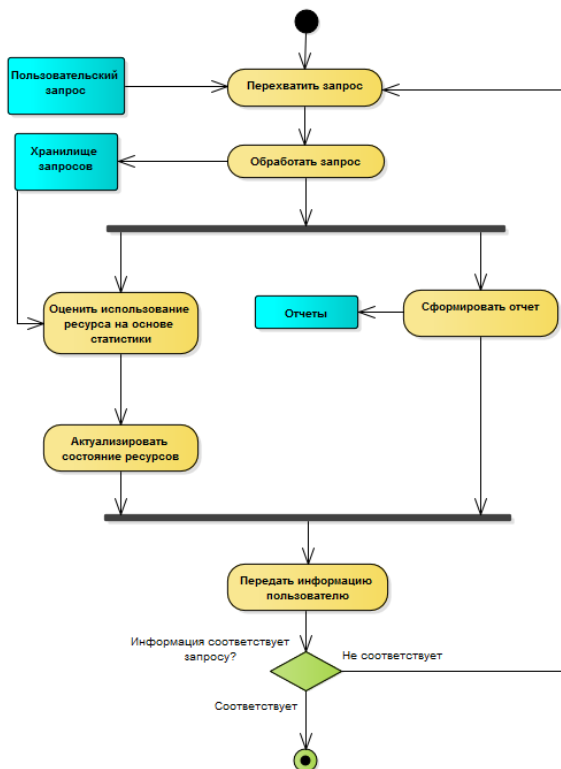 Пользовательский
запрос
Перехватить запрос
Хранилище
запросов
Обработать запрос
Оценить использование
ресурса на основе
статистики
Отчеты
Сформировать отчет
Актуализировать
состояние ресурсов
Передать информацию
пользователю
Информация соответствует
запросу?
Не соответствует
Соответствует